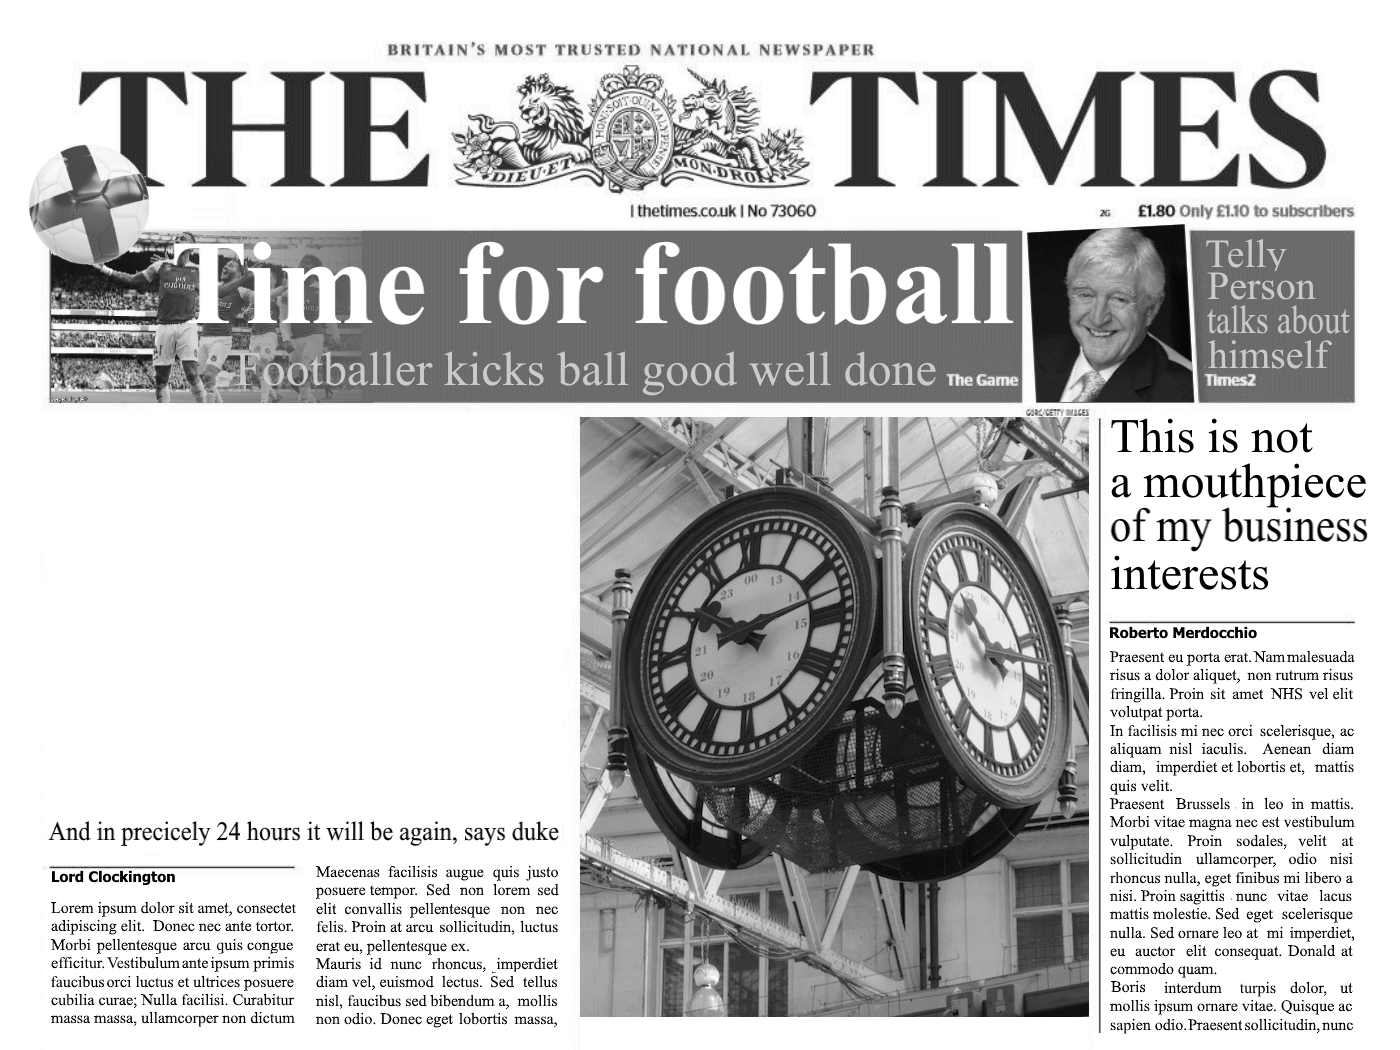 BRITAIN'S MOST TRUSTED NATIONAL NEWSPAPER
THE TIMES
DIEU·ET MON·DROIT
| thetimes.co.uk | No 73060
2G £1.80 Only £1.10 to subscribers
Time for football
Footballer kicks ball good well done The Game
Telly
Person
talks about
himself
Times2
GETTY IMAGES
This is not
a mouthpiece
of my business
interests
23 00 13
14
15
16
17
18
19
20
21
And in precicely 24 hours it will be again, says duke
Lord Clockington
Lorem ipsum dolor sit amet, consectet
adipiscing elit. Donec nec ante tortor.
Morbi pellentesque arcu quis congue
efficitur. Vestibulum ante ipsum primis
faucibus orci luctus et ultrices posuere
cubilia curae; Nulla facilisi. Curabitur
massa massa, ullamcorper non dictum
Maecenas facilisis augue quis justo
posuere tempor. Sed non lorem sed
elit convallis pellentesque non nec
felis. Proin at arcu sollicitudin, luctus
erat eu, pellentesque ex.
Mauris id nunc rhoncus, imperdiet
diam vel, euismod lectus. Sed tellus
nisl, faucibus sed bibendum a, mollis
non odio. Donec eget lobortis massa,
Roberto Merdocchio
Praesent eu porta erat. Nam malesuada
risus a dolor aliquet, non rutrum risus
fringilla. Proin sit amet NHS vel elit
volutpat porta.
In facilisis mi nec orci scelerisque, ac
aliquam nisl iaculis. Aenean diam
diam, imperdiet et lobortis et, mattis
quis velit.
Praesent Brussels in leo in mattis.
Morbi vitae magna nec est vestibulum
vulputate. Proin sodales, velit at
sollicitudin ullamcorper, odio nisi
rhoncus nulla, eget finibus mi libero a
nisi. Proin sagittis nunc vitae lacus
mattis molestie. Sed eget scelerisque
nulla. Sed ornare leo at mi imperdiet,
eu auctor elit consequat. Donald at
commodo quam.
Boris interdum turpis dolor, ut
mollis ipsum ornare vitae. Quisque ac
sapien odio. Praesent sollicitudin, nunc